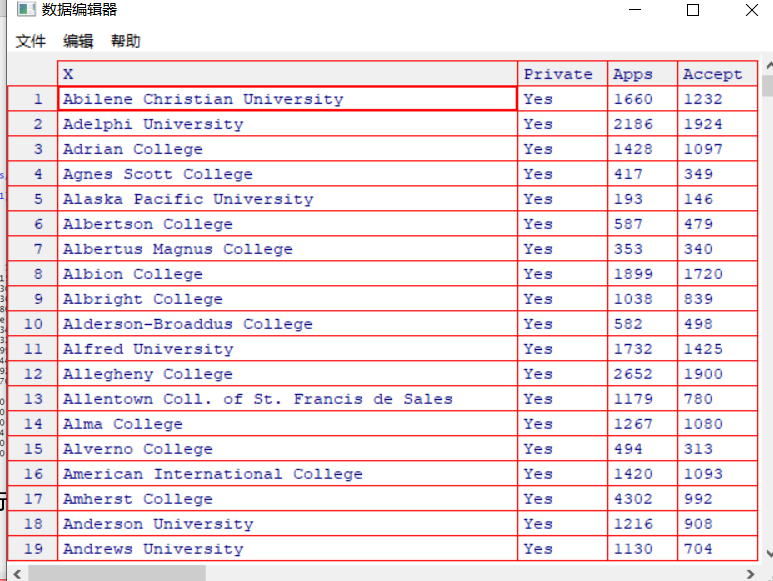 数据编辑器
文件 编辑 帮助
X Private Apps Accept
1 Abilene Christian University Yes 1660 1232
2 Adelphi University Yes 2186 1924
3 Adrian College Yes 1428 1097
4 Agnes Scott College Yes 417 349
5 Alaska Pacific University Yes 193 146
6 Albertson College Yes 587 479
7 Albertus Magnus College Yes 353 340
8 Albion College Yes 1899 1720
9 Albright College Yes 1038 839
10 Alderson-Broaddus College Yes 582 498
11 Alfred University Yes 1732 1425
12 Allegheny College Yes 2652 1900
13 Allentown Coll. of St. Francis de Sales Yes 1179 780
14 Alma College Yes 1267 1080
15 Alverno College Yes 494 313
16 American International College Yes 1420 1093
17 Amherst College Yes 4302 992
18 Anderson University Yes 1216 908
19 Andrews University Yes 1130 704